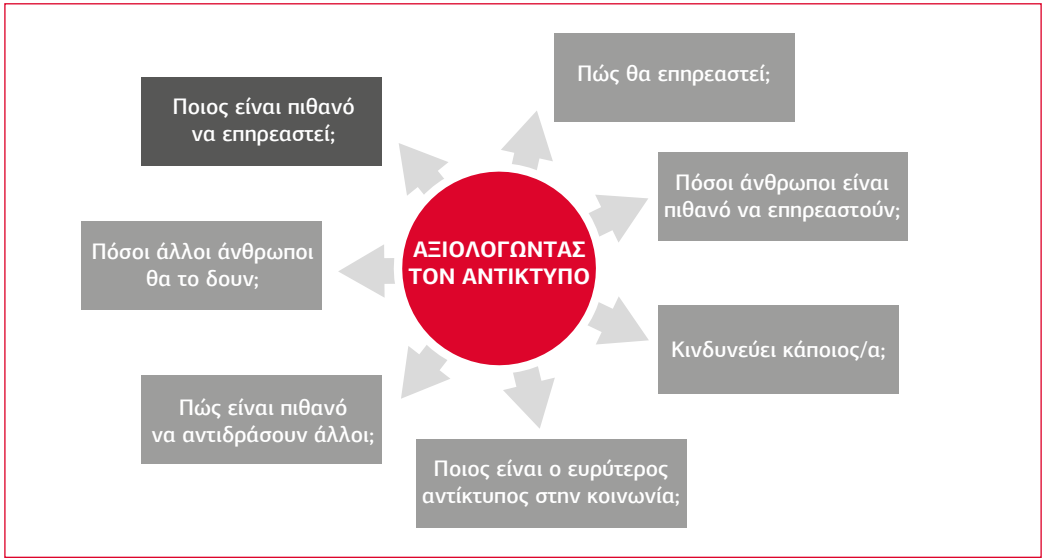 Πώς θα επηρεαστεί;
Ποιος είναι πιθανό
να επηρεαστεί;
Πόσοι άνθρωποι είναι
πιθανό να επηρεαστούν;
Πόσοι άλλοι άνθρωποι
θα το δουν;
ΑΞΙΟΛΟΓΩΝΤΑΣ
ΤΟΝ ΑΝΤΙΚΤΥΠΟ
Κινδυνεύει κάποιος/α;
Πώς είναι πιθανό
να αντιδράσουν άλλοι;
Ποιος είναι ο ευρύτερος
αντίκτυπος στην κοινωνία;